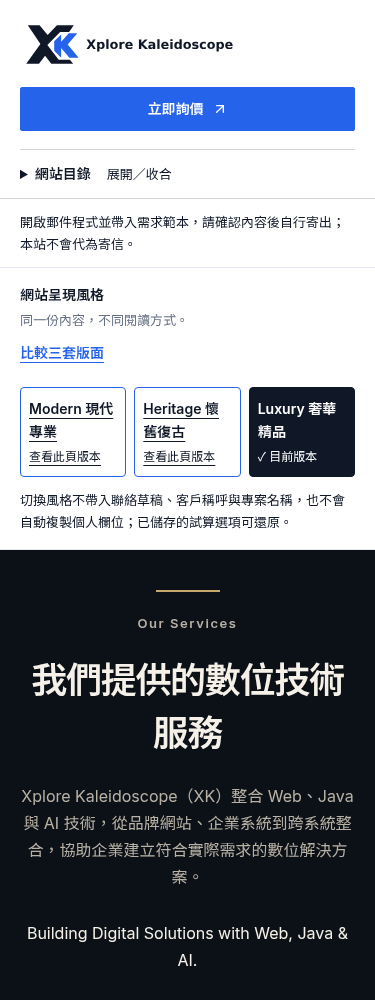 Xplore Kaleidoscope
立即詢價
網站目錄 展開／收合
開啟郵件程式並帶入需求範本，請確認內容後自行寄出；
本站不會代為寄信。
網站呈現風格
同一份內容，不同閱讀方式。
比較三套版面
Modern 現代
專業
查看此頁版本
Heritage 懷
舊復古
查看此頁版本
Luxury 奢華
精品
✓ 目前版本
切換風格不帶入聯絡草稿、客戶稱呼與專案名稱，也不會
自動複製個人欄位；已儲存的試算選項可還原。
Our Services
我們提供的數位技術
服務
Xplore Kaleidoscope（XK）整合 Web、Java
與 AI 技術，從品牌網站、企業系統到跨系統整
合，協助企業建立符合實際需求的數位解決方
案。
Building Digital Solutions with Web, Java &
AI.